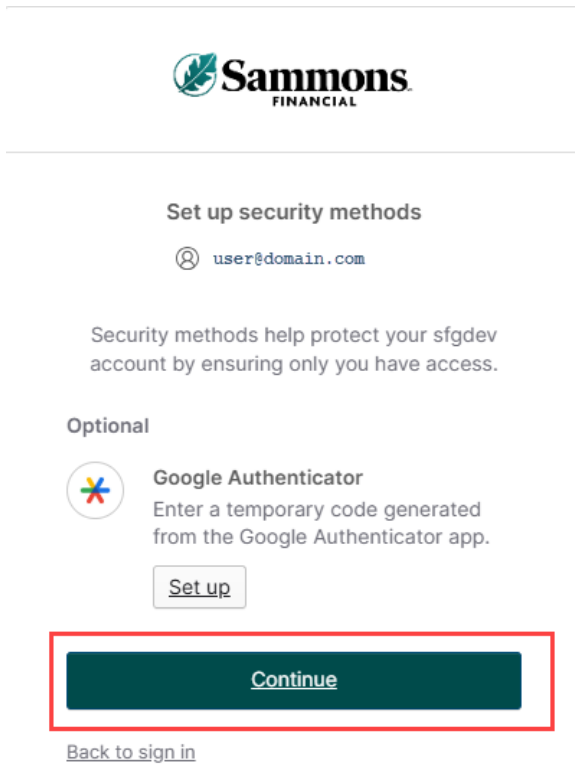 Sammons
FINANCIAL
Set up security methods
user@domain.com
Security methods help protect your sfgdev
account by ensuring only you have access.
Optional
Google Authenticator
Enter a temporary code generated
from the Google Authenticator app.
Set up
Continue
Back to sign in